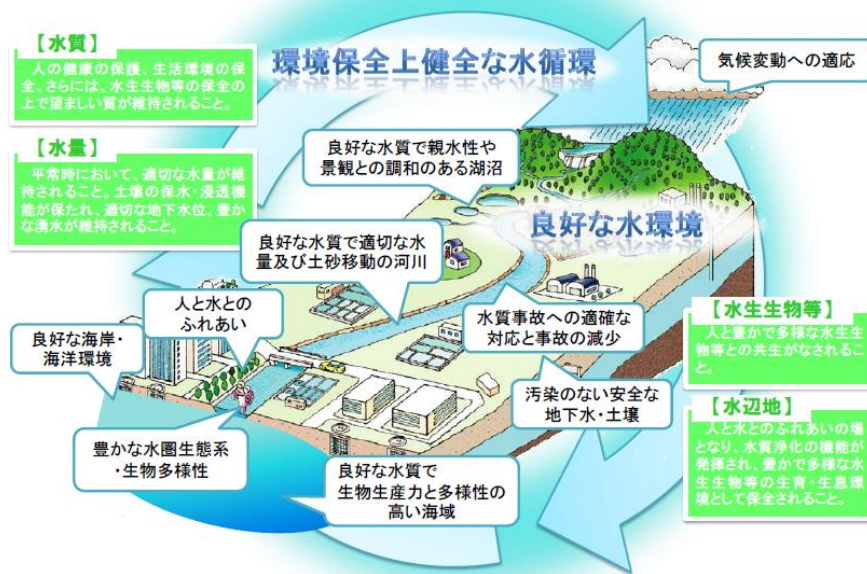 【水質】
人の健康の保護、生活環境の保
全、さらには、水生生物等の保全の
上で望ましい質が維持されること。
環境保全上健全な水循環
気候変動への適応
【水量】
平常時において、適切な水量が維
持されること。土壌の保水・浸透機
能が保たれ、適切な地下水位、豊か
な湧水が維持されること。
良好な水質で親水性や
景観との調和のある湖沼
良好な水環境
良好な水質で適切な水
量及び土砂移動の河川
人と水との
ふれあい
良好な海岸・
海洋環境
水質事故への適確な
対応と事故の減少
【水生生物等】
人と豊かで多様な水生生
物等との共生がなされるこ
と。
汚染のない安全な
地下水・土壌
【水辺地】
人と水とのふれあいの場
となり、水質浄化の機能が
発揮され、豊かで多様な水
生生物等の生育・生息環
境として保全されること。
豊かな水圏生態系
・生物多様性
良好な水質で
生物生産力と多様性の
高い海域